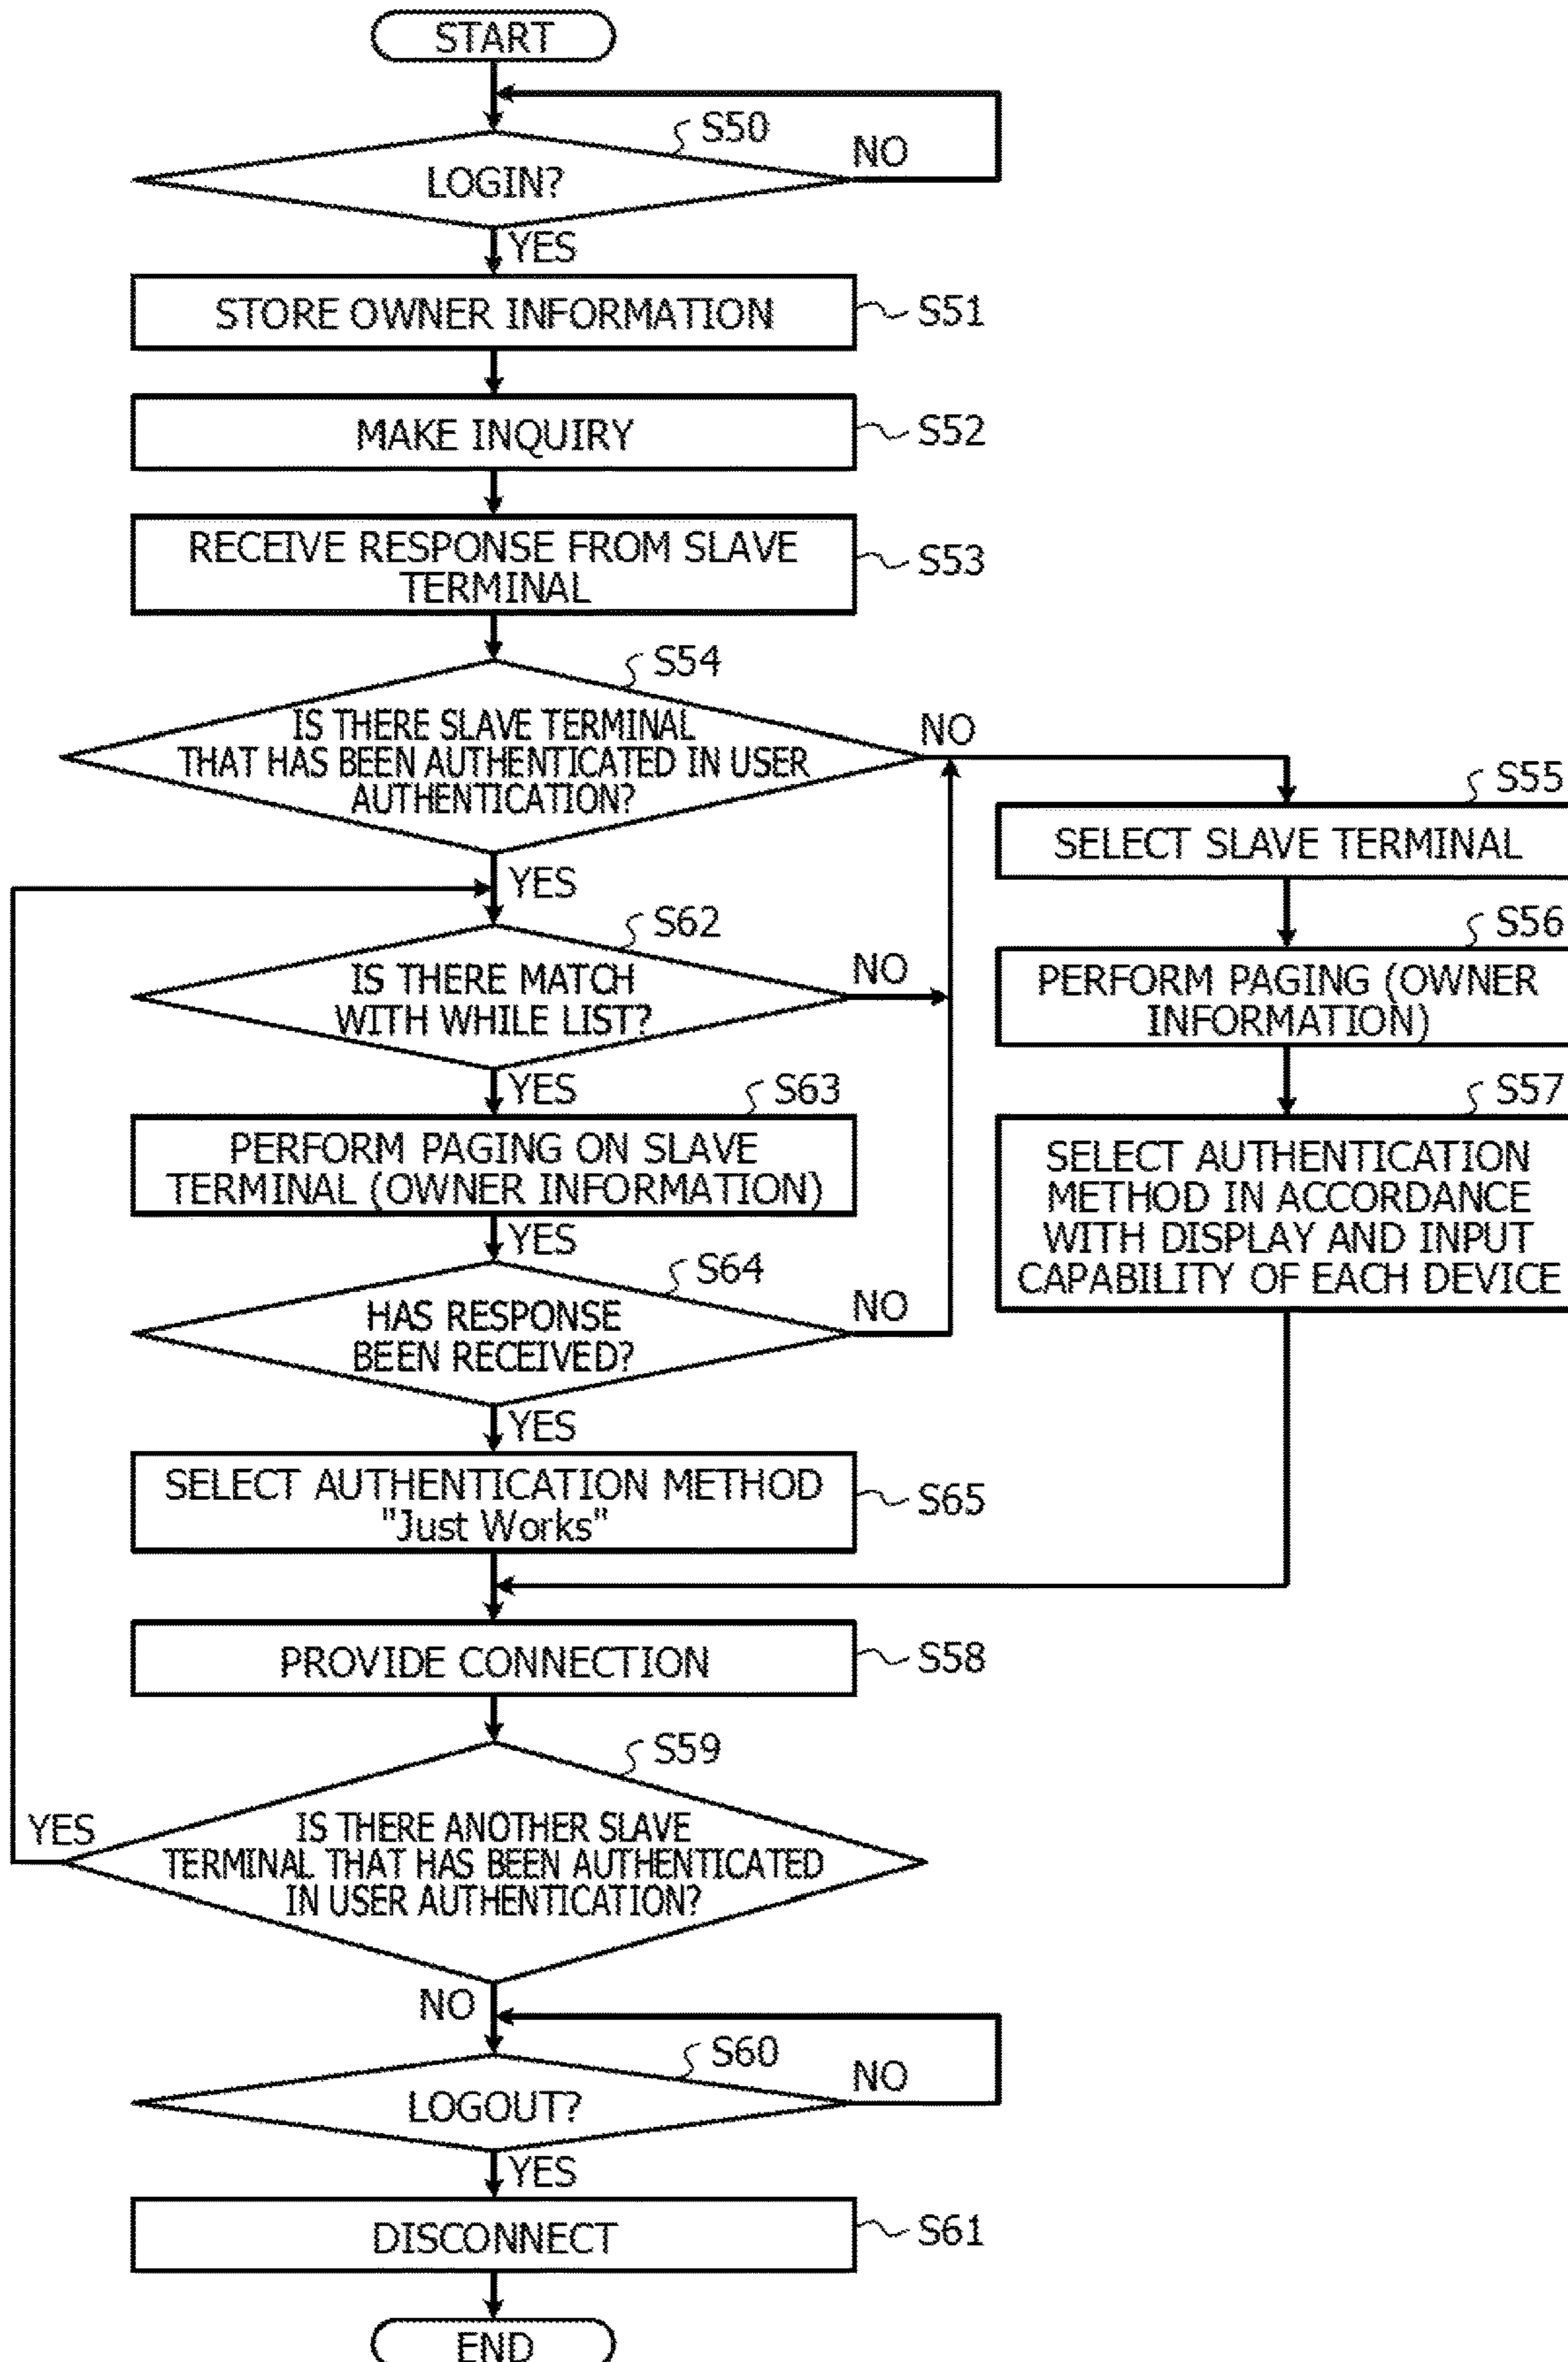 START
S50
LOGIN?
NO
YES
STORE OWNER INFORMATION
S51
MAKE INQUIRY
S52
RECEIVE RESPONSE FROM SLAVE
TERMINAL
S53
S54
IS THERE SLAVE TERMINAL
THAT HAS BEEN AUTHENTICATED IN USER
AUTHENTICATION?
NO
YES
S55
SELECT SLAVE TERMINAL
S56
PERFORM PAGING (OWNER
INFORMATION)
S57
SELECT AUTHENTICATION
METHOD IN ACCORDANCE
WITH DISPLAY AND INPUT
CAPABILITY OF EACH DEVICE
S62
IS THERE MATCH
WITH WHILE LIST?
NO
YES
S63
PERFORM PAGING ON SLAVE
TERMINAL (OWNER INFORMATION)
YES
S64
HAS RESPONSE
BEEN RECEIVED?
NO
YES
SELECT AUTHENTICATION METHOD
"Just Works"
S65
PROVIDE CONNECTION
S58
S59
IS THERE ANOTHER SLAVE
TERMINAL THAT HAS BEEN AUTHENTICATED
IN USER AUTHENTICATION?
YES
NO
S60
LOGOUT?
NO
YES
DISCONNECT
S61
END